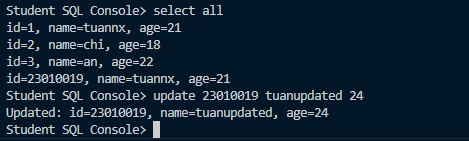 Student SQL Console> select all
id=1, name=tuannx, age=21
id=2, name=chi, age=18
id=3, name=an, age=22
id=23010019, name=tuannx, age=21
Student SQL Console> update 23010019 tuanupdated 24
Updated: id=23010019, name=tuanupdated, age=24
Student SQL Console>